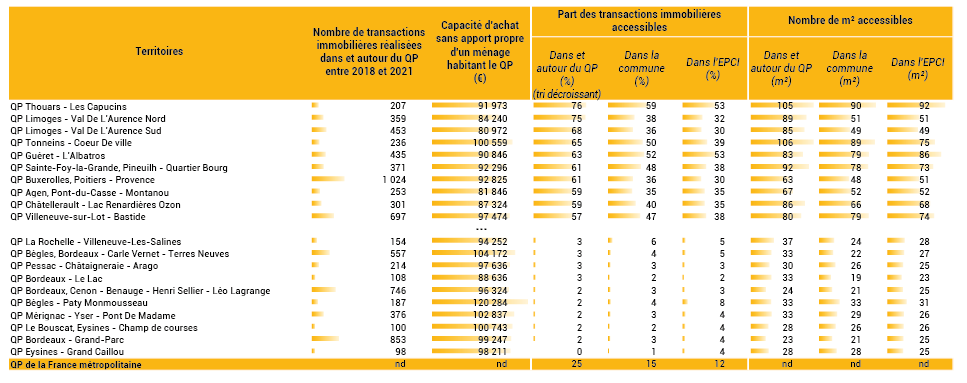 Territoires
Nombre de transactions
immobilières réalisées
dans et autour du QP
entre 2018 et 2021
Capacité d'achat
sans apport propre
d'un ménage
habitant le QP
(€)
Part des transactions immobilières
accessibles
Nombre de m² accessibles
Dans et
autour du QP
(%)
(tri décroissant)
Dans la
commune
(%)
Dans l'EPCI
(%)
Dans et
autour du QP
(m²)
Dans la
commune
(m²)
Dans l'EPCI
(m²)
QP Thouars - Les Capucins 207 91 973 76 59 53 105 90 92
QP Limoges - Val De L'Aurence Nord 359 84 240 75 38 32 89 51 51
QP Limoges - Val De L'Aurence Sud 453 80 972 68 36 30 85 49 49
QP Tonneins - Coeur De ville 236 100 559 65 50 39 106 89 75
QP Guéret - L'Albatros 435 90 846 63 52 53 83 79 86
QP Sainte-Foy-la-Grande, Pineuilh - Quartier Bourg 371 92 296 61 48 38 92 78 73
QP Buxerolles, Poitiers - Provence 1 024 92 825 61 36 30 63 48 51
QP Agen, Pont-du-Casse - Montanou 253 81 846 59 35 35 67 52 52
QP Châtellerault - Lac Renardières Ozon 301 87 324 59 40 35 86 66 68
QP Villeneuve-sur-Lot - Bastide 697 97 474 57 47 38 80 79 74
...
QP La Rochelle - Villeneuve-Les-Salines 154 94 252 3 6 5 37 24 28
QP Bègles, Bordeaux - Carle Vernet - Terres Neuves 557 104 172 3 4 5 33 22 27
QP Pessac - Châtaigneraie - Arago 214 97 636 3 3 3 30 26 25
QP Bordeaux - Le Lac 108 88 636 3 2 2 33 19 23
QP Bordeaux, Cenon - Benauge - Henri Sellier - Léo Lagrange 746 96 324 2 3 3 24 21 25
QP Bègles - Paty Monmousseau 187 120 284 2 4 8 33 33 31
QP Mérignac - Yser - Pont De Madame 376 102 837 2 3 4 33 29 26
QP Le Bouscat, Eysines - Champ de courses 100 100 743 2 2 4 28 26 26
QP Bordeaux - Grand-Parc 853 99 247 2 3 4 23 21 25
QP Eysines - Grand Caillou 98 98 211 0 1 4 28 28 25
QP de la France métropolitaine nd nd 25 15 12 nd nd nd